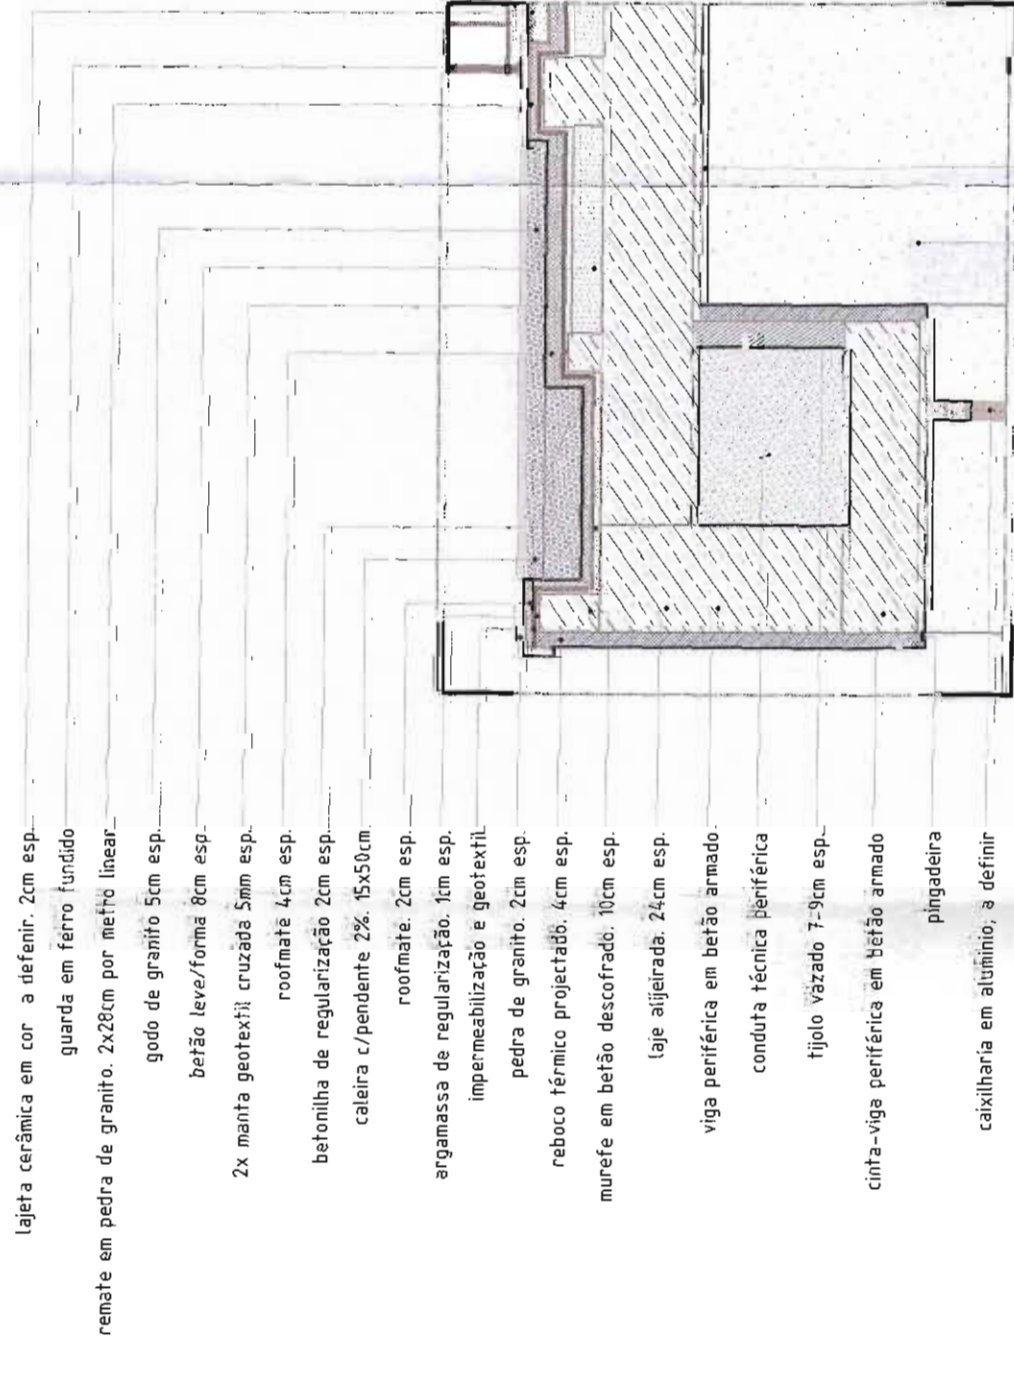 lajeta cerâmica em cor a defenir. 2cm esp.
guarda em ferro fundido
remate em pedra de granito. 2x28cm por metro linear
godo de granito 5cm esp.
betão leve/forma 8cm esp.
2x manta geotextil cruzada 5mm esp.
roofmate 4cm esp.
betonilha de regularização 2cm esp.
caleira c/pendente 2%. 15x50cm.
roofmate. 2cm esp.
argamassa de regularização. 1cm esp.
impermeabilização e geotextil
pedra de granito. 2cm esp.
reboco térmico projectado. 4cm esp.
murete em betão descofrado. 10cm esp.
laje alijeirada. 24cm esp.
viga periférica em betão armado.
conduta técnica periférica
tijolo vazado 7-9cm esp.
cinta-viga periférica em betão armado
pingadeira
caixilharia em aluminio, a definir